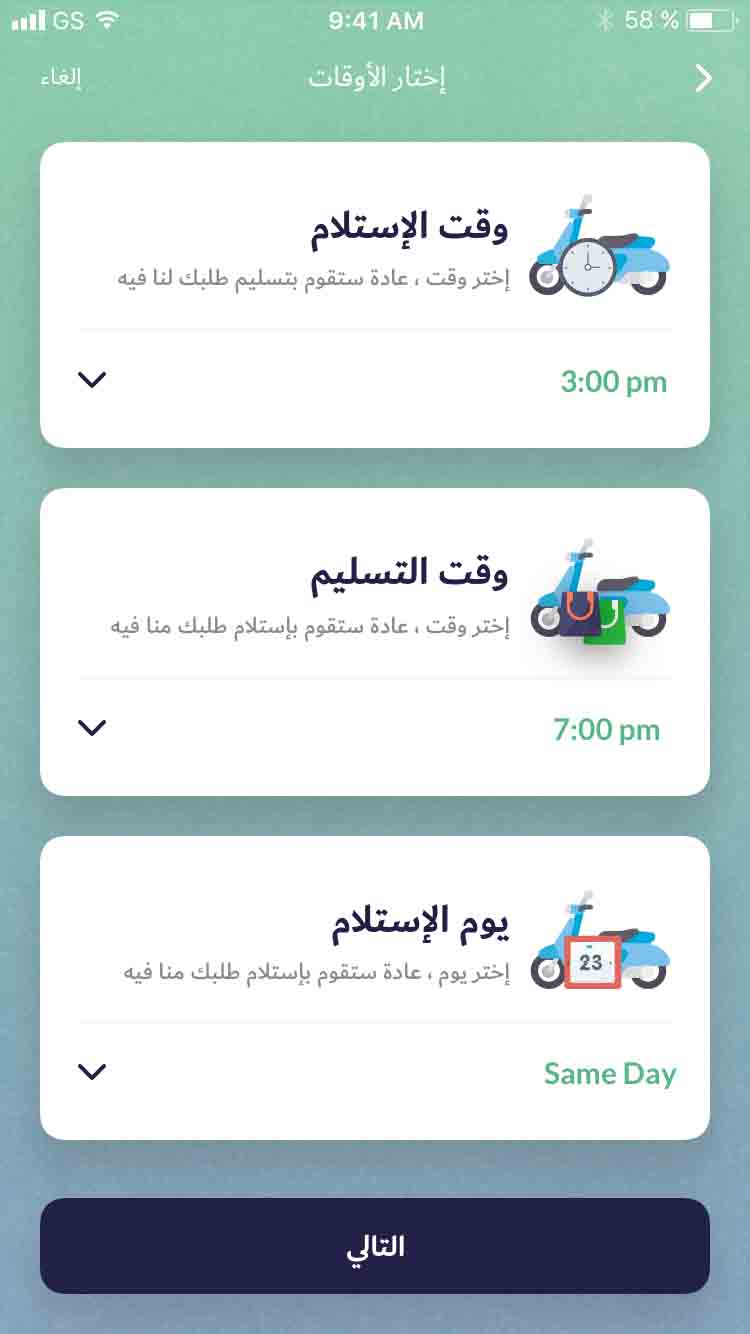 GS 9:41 AM 58 %
إختار الأوقات إلغاء
وقت الإستلام
إختر وقت ، عادة ستقوم بتسليم طلبك لنا فيه
3:00 pm
وقت التسليم
إختر وقت ، عادة ستقوم بإستلام طلبك منا فيه
7:00 pm
يوم الإستلام
23
إختر يوم ، عادة ستقوم بإستلام طلبك منا فيه
Same Day
التالي